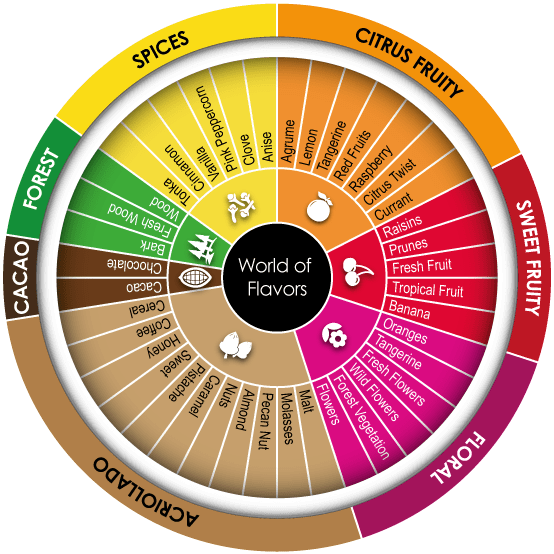 World of
Flavors
SPICES
Tonka
Cinnamon
Vanilla
Pink Peppercorn
Clove
Anise
CITRUS FRUITY
Agrume
Lemon
Tangerine
Red Fruits
Raspberry
Citrus Twist
Currant
SWEET FRUITY
Raisins
Prunes
Fresh Fruit
Tropical Fruit
Banana
FLORAL
Oranges
Tangerine
Fresh Flowers
Wild Flowers
Forest Vegetation
Flowers
ACRIOLLADO
Malt
Molasses
Pecan Nut
Almond
Nuts
Caramel
Pistache
Sweet
Honey
Coffee
Cereal
CACAO
Cacao
Chocolate
FOREST
Bark
Fresh Wood
Wood